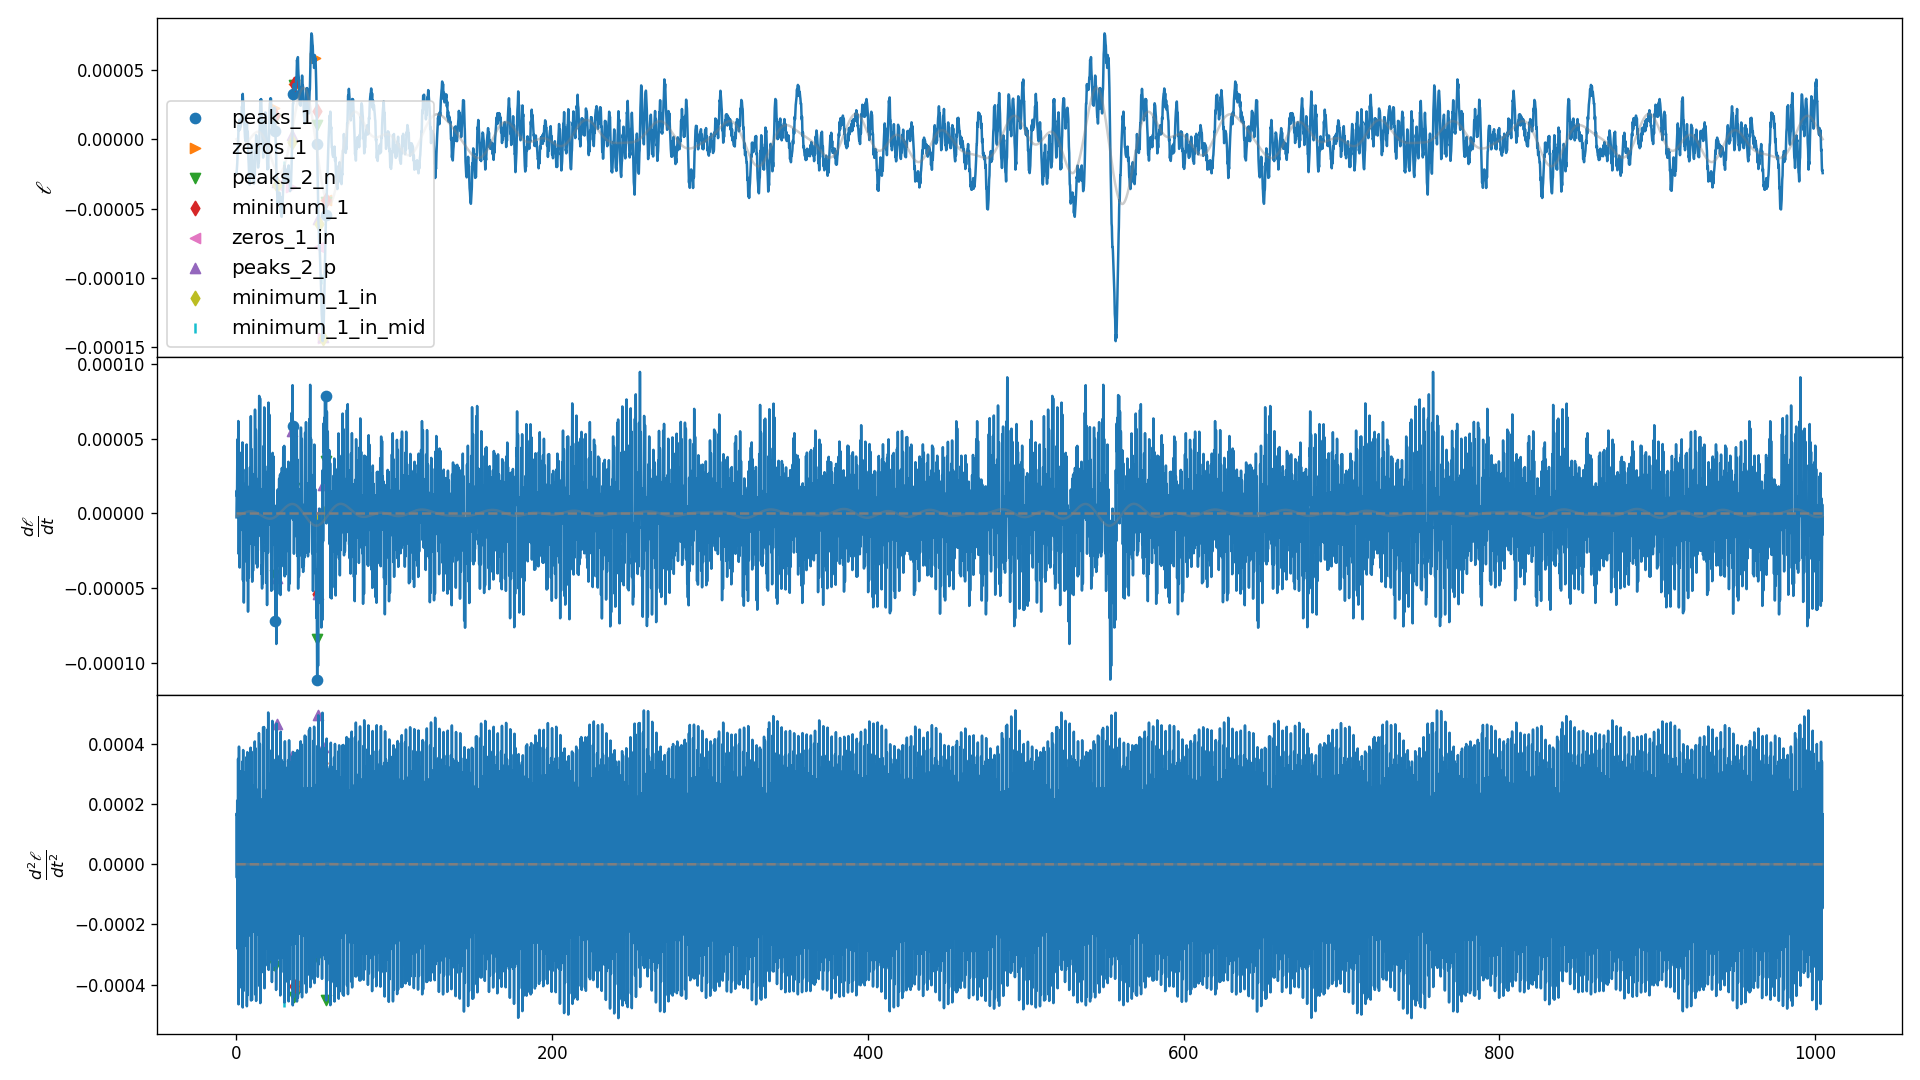 0.00005
0.00000
−0.00005
−0.00010
−0.00015
ℓ
peaks_1
zeros_1
peaks_2_n
minimum_1
zeros_1_in
peaks_2_p
minimum_1_in
minimum_1_in_mid
0.00010
0.00005
0.00000
−0.00005
−0.00010
dℓ
dt
0.0004
0.0002
0.0000
−0.0002
−0.0004
d²ℓ
dt²
0 200 400 600 800 1000